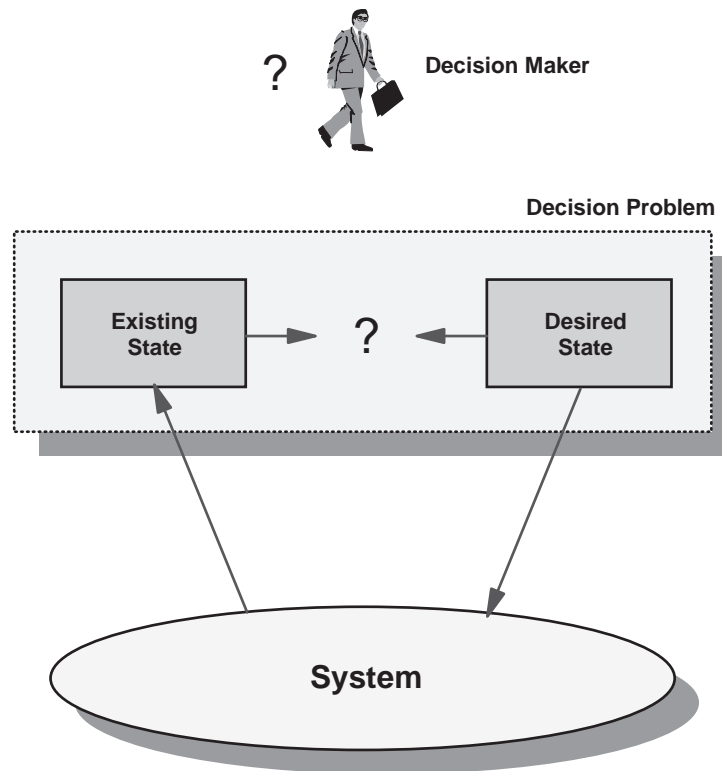 ?
Decision Maker
Decision Problem
Existing
State
?
Desired
State
System